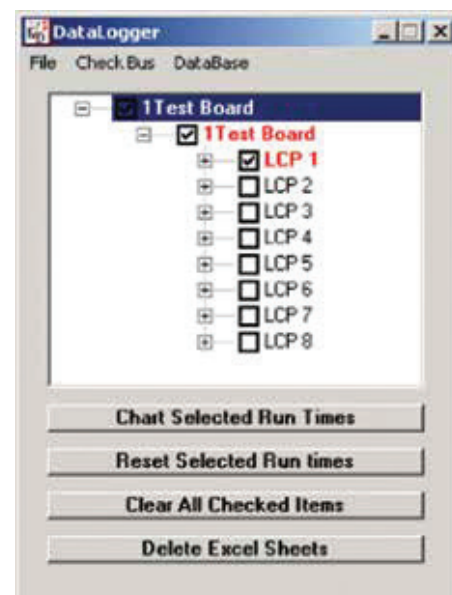 DataLogger
File Check Bus DataBase
1Test Board
1Test Board
LCP 1
LCP 2
LCP 3
LCP 4
LCP 5
LCP 6
LCP 7
LCP 8
Chart Selected Run Times
Reset Selected Run times
Clear All Checked Items
Delete Excel Sheets